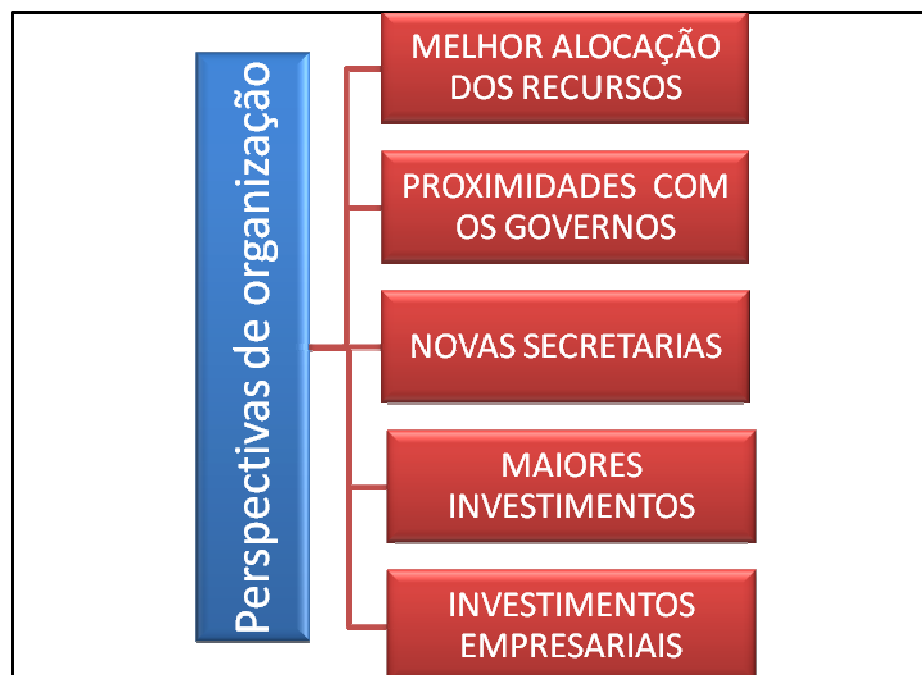 Perspectivas de organização
MELHOR ALOCAÇÃO
DOS RECURSOS
PROXIMIDADES COM
OS GOVERNOS
NOVAS SECRETARIAS
MAIORES
INVESTIMENTOS
INVESTIMENTOS
EMPRESARIAIS